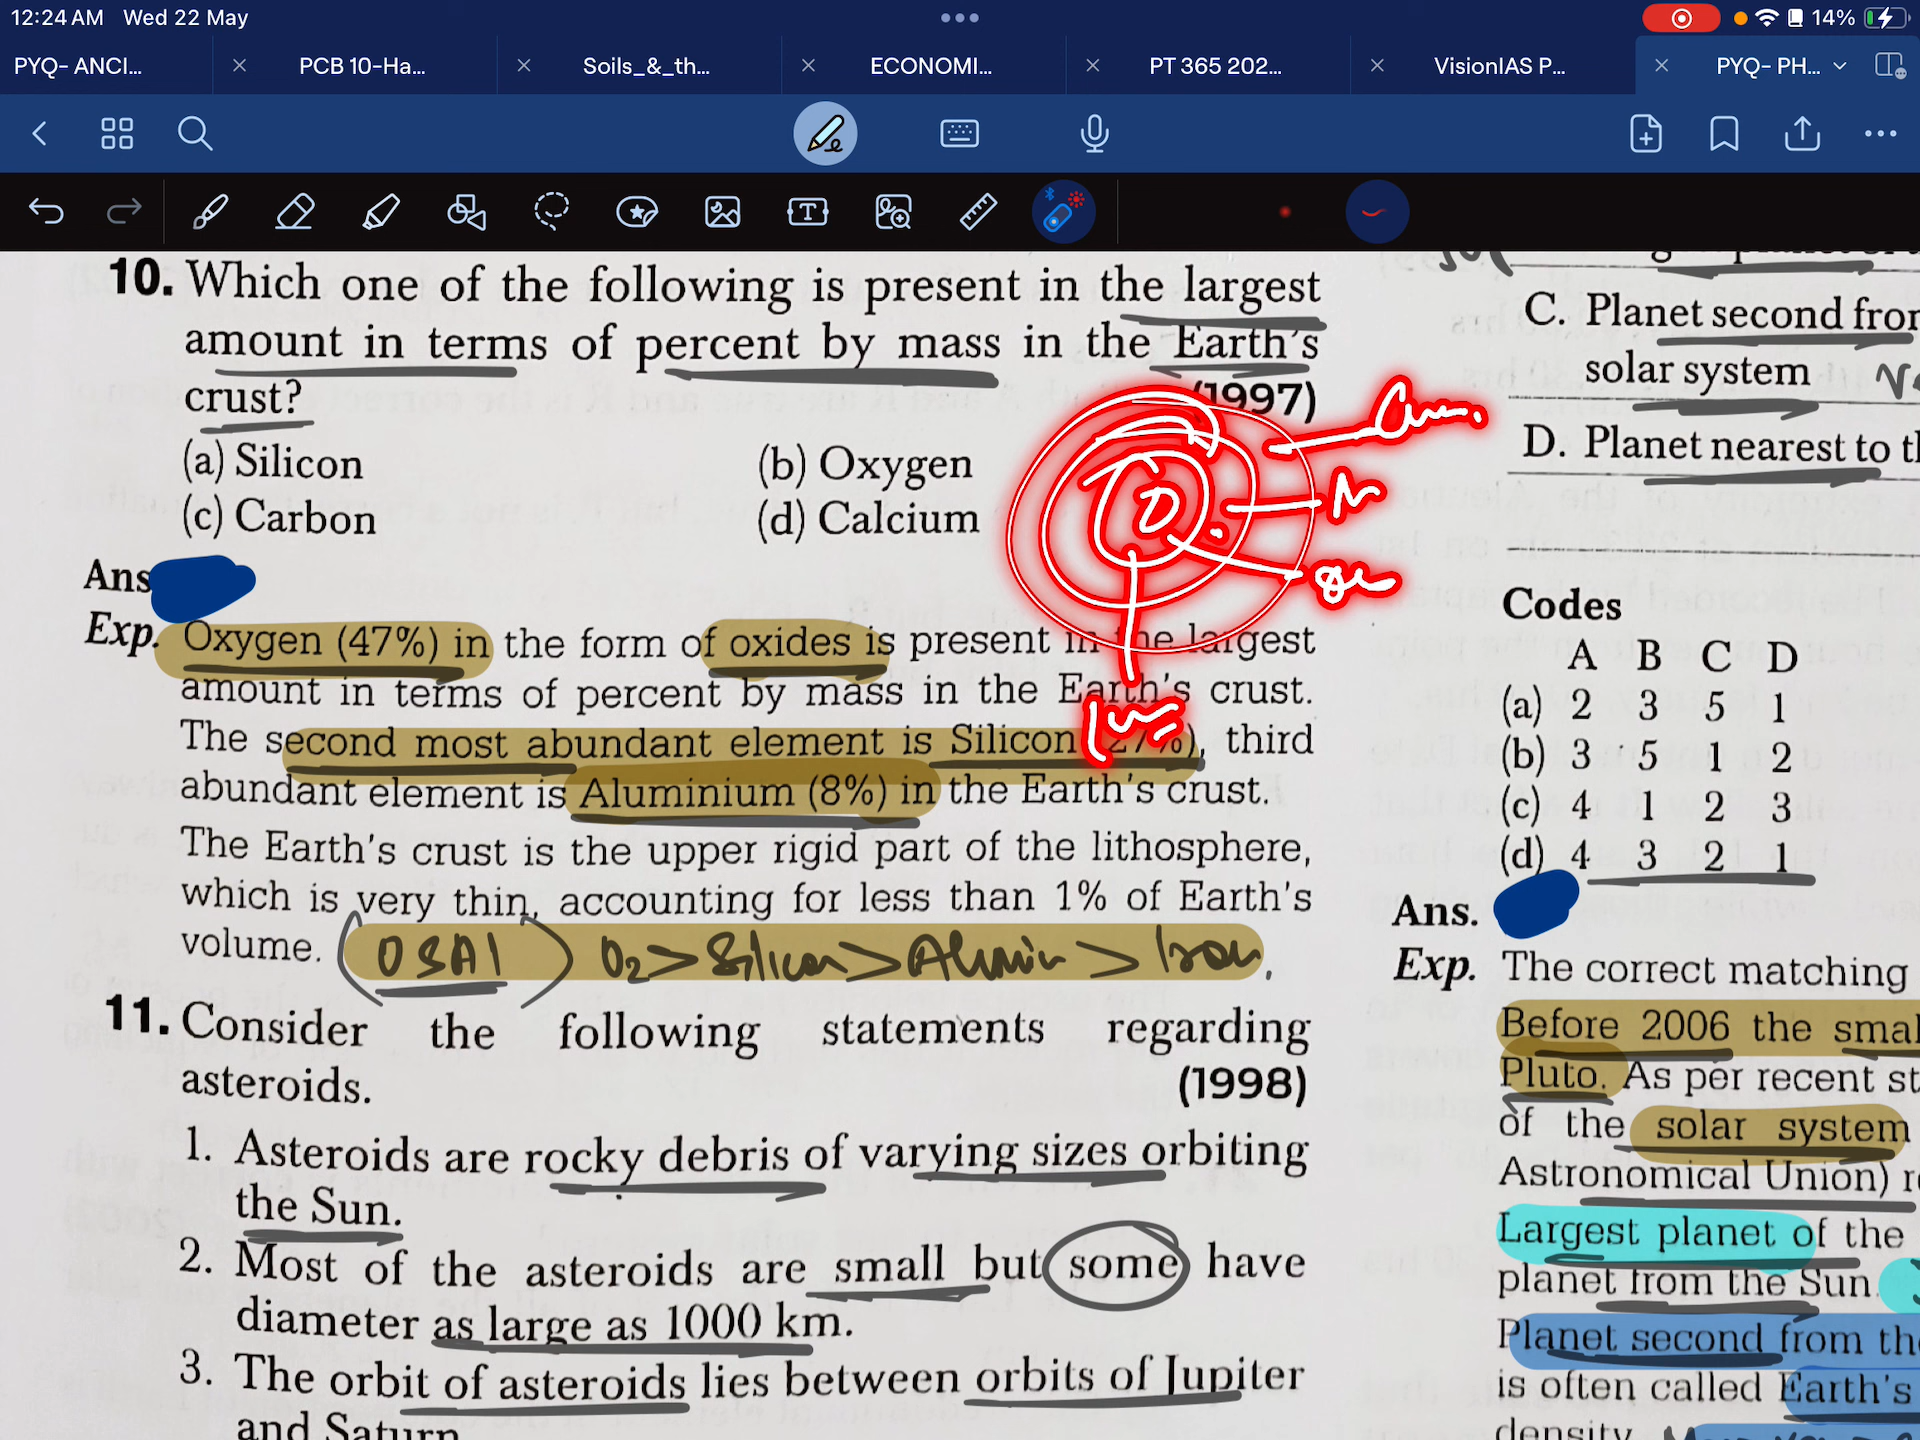 12:24 AM Wed 22 May
14%
PYQ- ANCI...
PCB 10-Ha...
Soils_&_th...
ECONOMI...
PT 365 202...
VisionIAS P...
PYQ- PH...
10. Which one of the following is present in the largest
amount in terms of percent by mass in the Earth's
crust? (1997)
(a) Silicon (b) Oxygen
(c) Carbon (d) Calcium
Ans
Exp. Oxygen (47%) in the form of oxides is present in the largest
amount in terms of percent by mass in the Earth's crust.
The second most abundant element is Silicon (27%), third
abundant element is Aluminium (8%) in the Earth's crust.
The Earth's crust is the upper rigid part of the lithosphere,
which is very thin, accounting for less than 1% of Earth's
volume. (OSAI) O2 > Silicon > Alumin > Iron.
11. Consider the following statements regarding
asteroids. (1998)
1. Asteroids are rocky debris of varying sizes orbiting
the Sun.
2. Most of the asteroids are small but some have
diameter as large as 1000 km.
3. The orbit of asteroids lies between orbits of Jupiter
and Saturn
C. Planet second from
solar system
D. Planet nearest to th
Codes
A B C D
(a) 2 3 5 1
(b) 3 5 1 2
(c) 4 1 2 3
(d) 4 3 2 1
Ans.
Exp. The correct matching
Before 2006 the smal
Pluto. As per recent st
of the solar system
Astronomical Union) re
Largest planet of the
planet from the Sun.
Planet second from the
is often called Earth's
density.